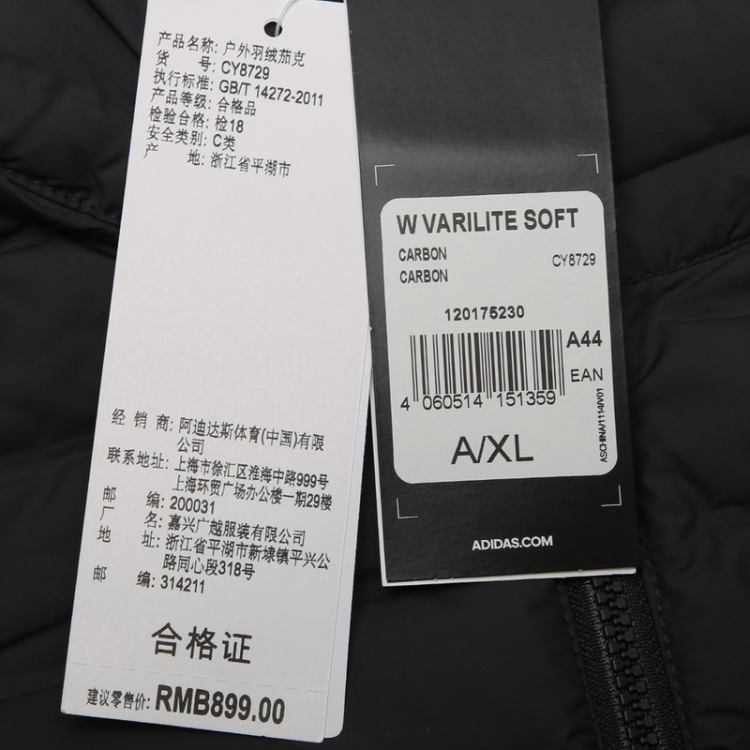 产品名称: 户外羽绒茄克
货 号: CY8729
执行标准: GB/T 14272-2011
产品等级: 合格品
检验合格: 检18
安全类别: C类
产 地: 浙江省平湖市
经 销 商: 阿迪达斯体育(中国)有限
公司
联系地址: 上海市徐汇区淮海中路999号
上海环贸广场办公楼一期29楼
邮 编: 200031
厂 名: 嘉兴广越服装有限公司
地 址: 浙江省平湖市新埭镇平兴公
路同心段318号
邮 编: 314211
合格证
建议零售价: RMB899.00
W VARILITE SOFT
CARBON
CARBON
CY8729
120175230
A44
EAN
4 060514 151359
A/XL
ASCHINA/1114/V01
ADIDAS.COM